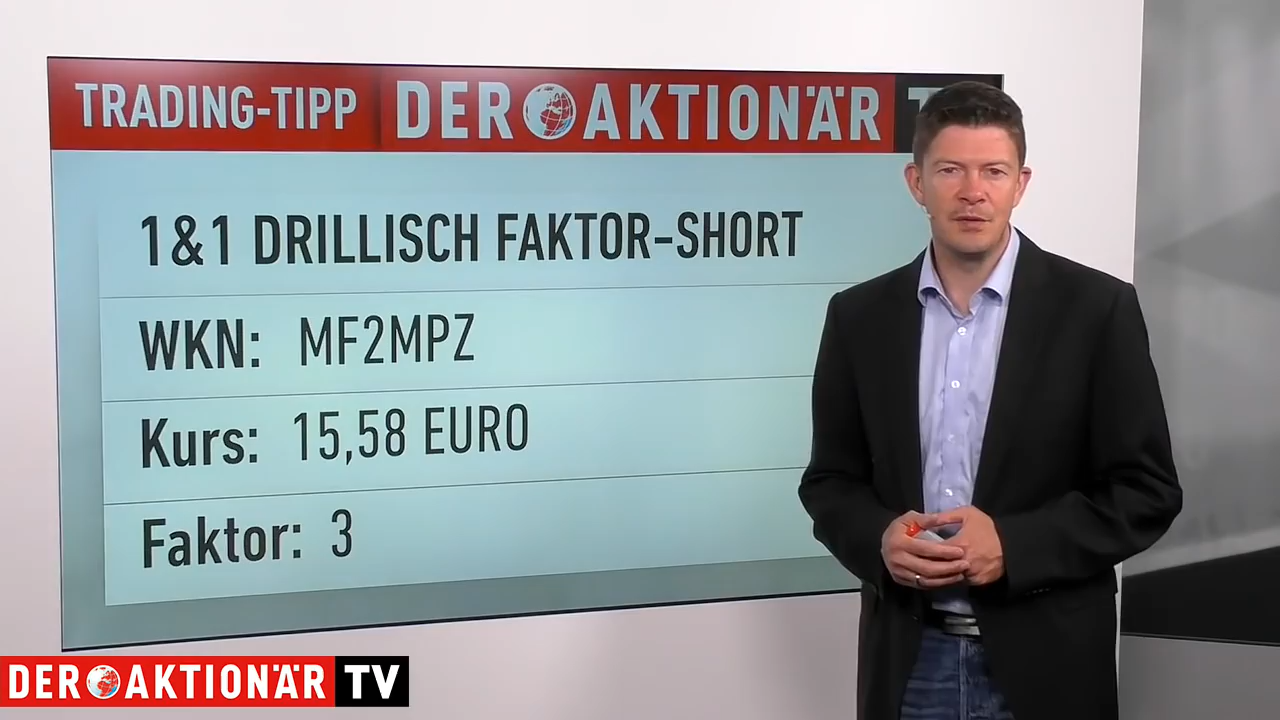 TRADING-TIPP DER AKTIONÄR T
1&1 DRILLISCH FAKTOR-SHORT
WKN: MF2MPZ
Kurs: 15,58 EURO
Faktor: 3
DER AKTIONÄR TV